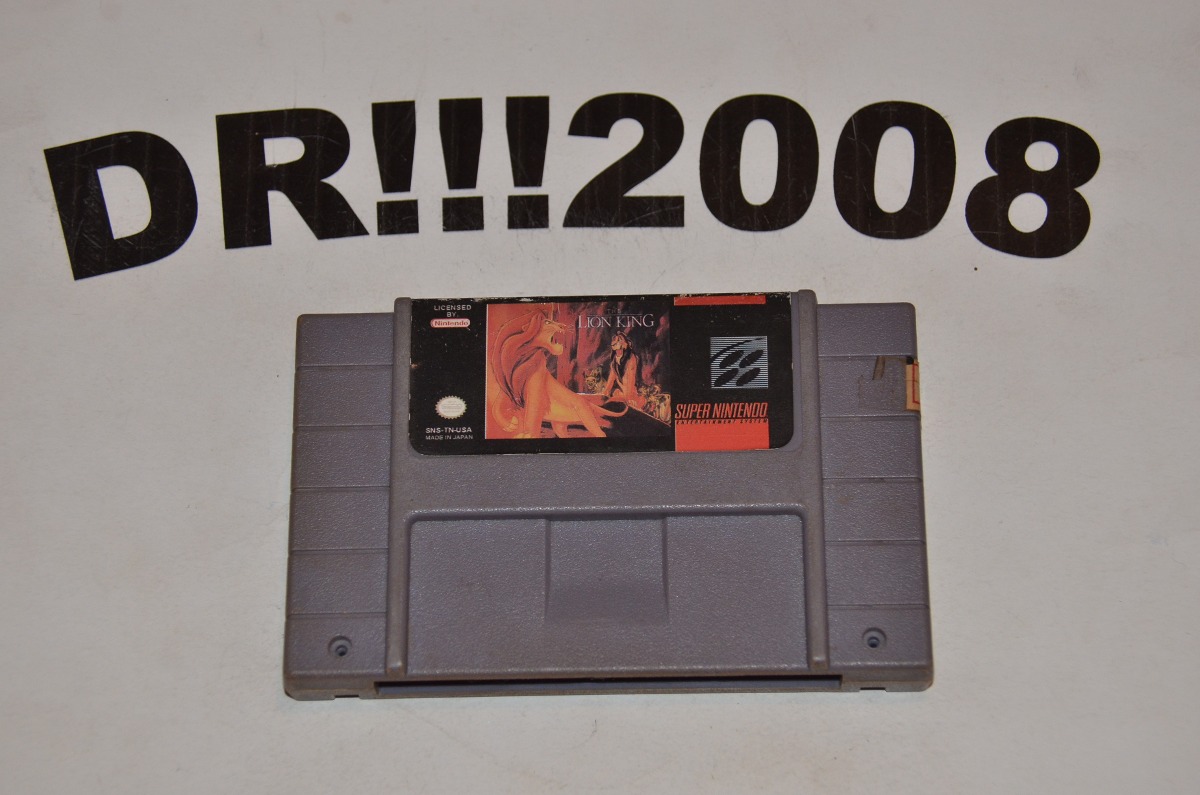 DR!!!2008
LICENSED
BY.
Nintendo
SNS-TN-USA
MADE IN JAPAN
LION KING
SUPER NINTENDO
ENTERTAINMENT SYSTEM